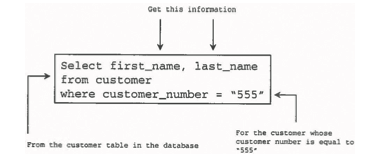 Get this information
Select first_name, last_name
from customer
where customer_number = "555"
From the customer table in the database
For the customer whose
customer number is equal to
"555"